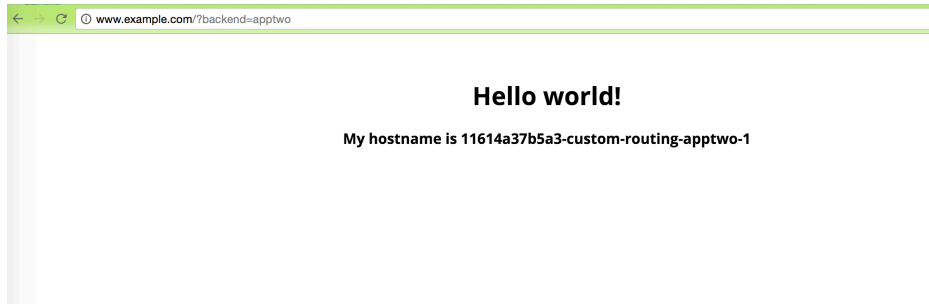 www.example.com/?backend=apptwo
Hello world!
My hostname is 11614a37b5a3-custom-routing-apptwo-1